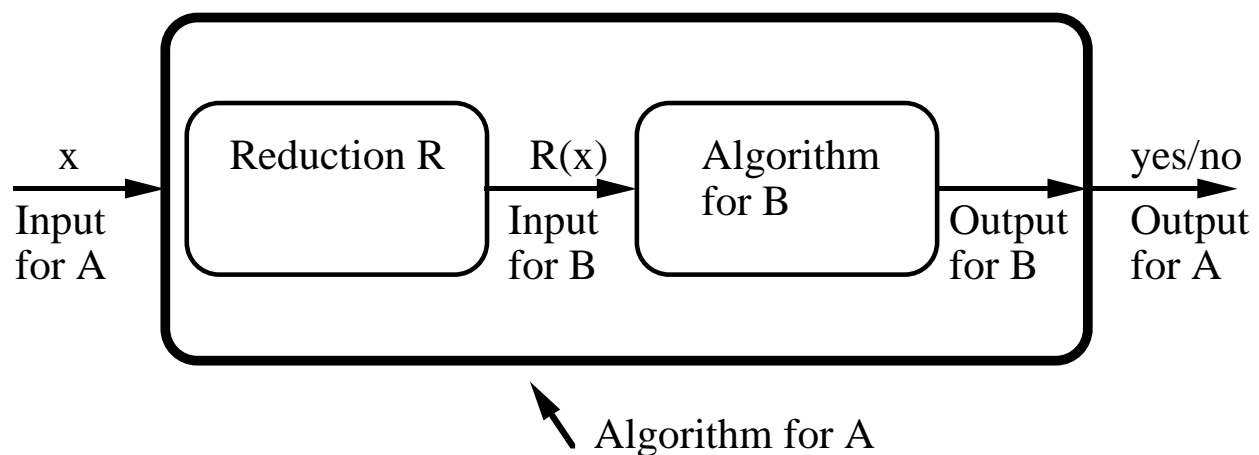 x
Input
for A
Reduction R
R(x)
Input
for B
Algorithm
for B
Output
for B
yes/no
Output
for A
Algorithm for A